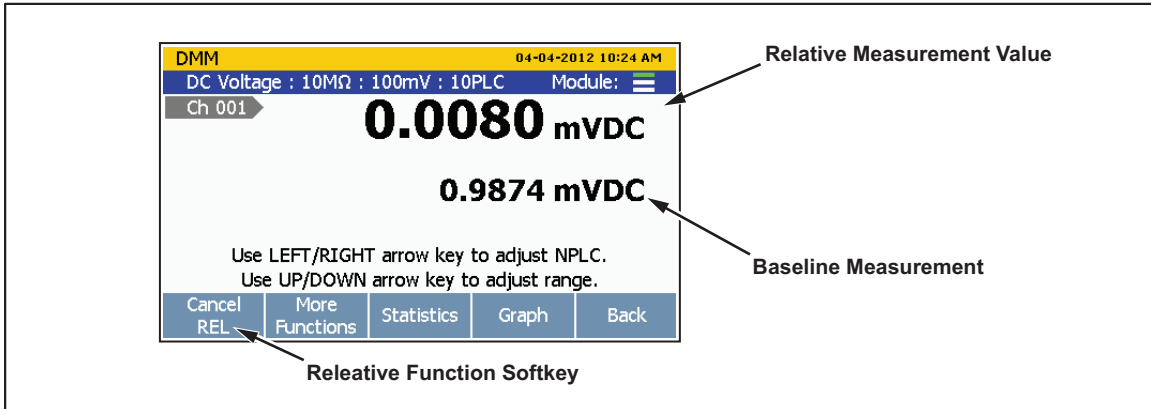 DMM 04-04-2012 10:24 AM
DC Voltage : 10MΩ : 100mV : 10PLC Module:
Ch 001
0.0080 mVDC
0.9874 mVDC
Use LEFT/RIGHT arrow key to adjust NPLC.
Use UP/DOWN arrow key to adjust range.
Cancel REL
More Functions
Statistics
Graph
Back
Relative Measurement Value
Baseline Measurement
Releative Function Softkey